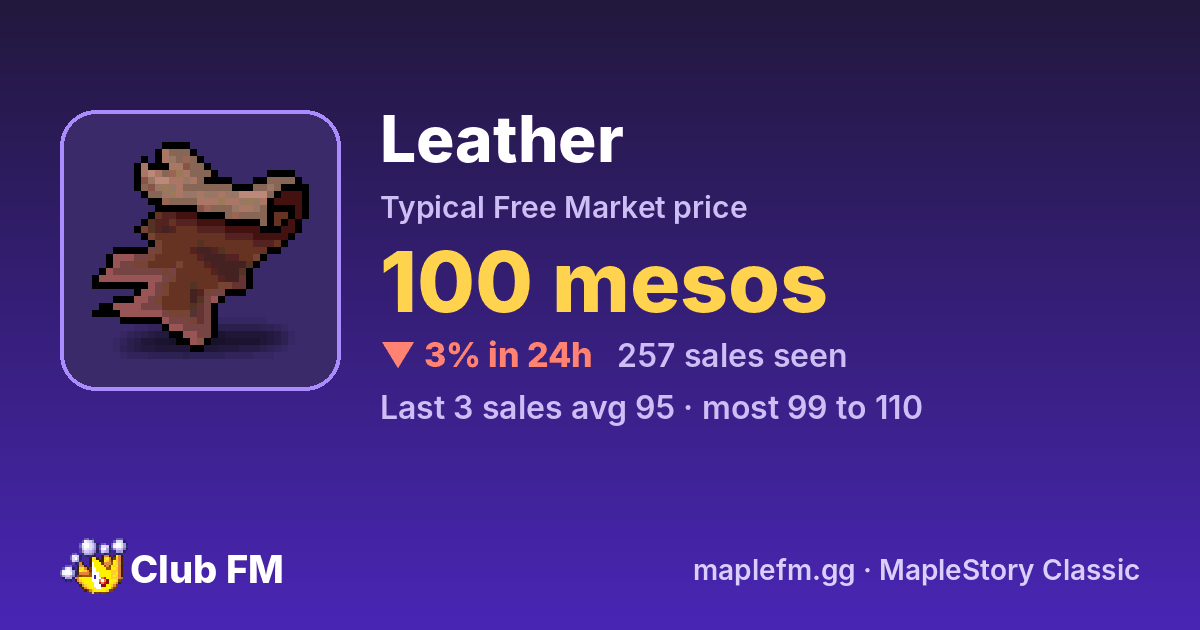 Leather
Typical Free Market price
100 mesos
▼ 3% in 24h 257 sales seen
Last 3 sales avg 95 · most 99 to 110
Club FM
maplefm.gg · MapleStory Classic